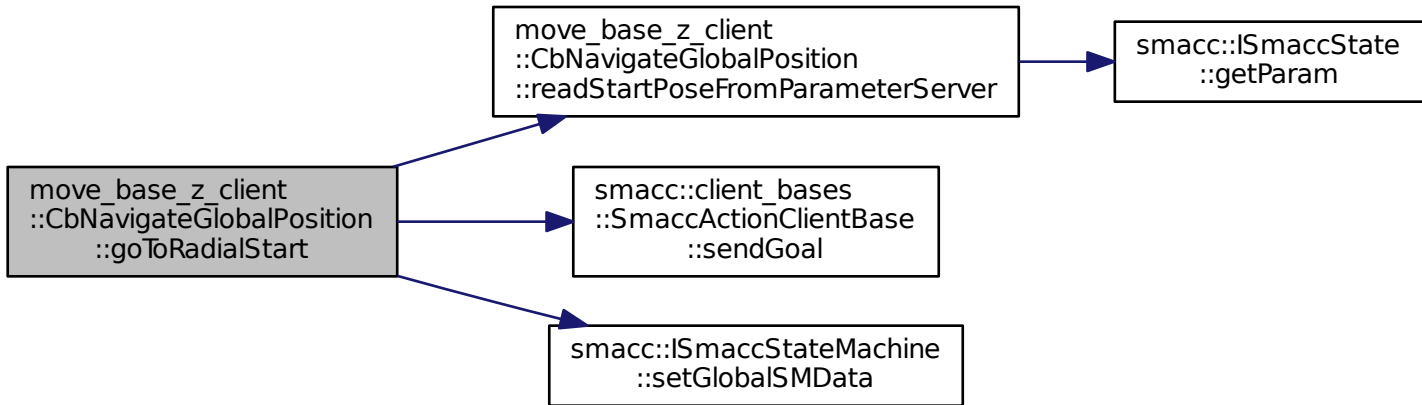 move_base_z_client
::CbNavigateGlobalPosition
::goToRadialStart
move_base_z_client
::CbNavigateGlobalPosition
::readStartPoseFromParameterServer
smacc::ISmaccState
::getParam
smacc::client_bases
::SmaccActionClientBase
::sendGoal
smacc::ISmaccStateMachine
::setGlobalSMData